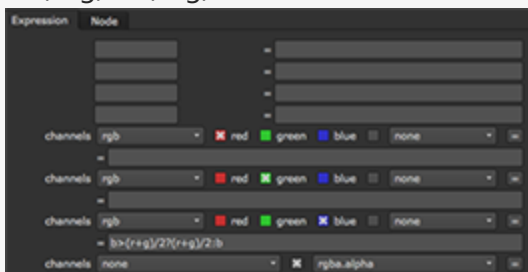 Expression Node
=
=
=
=
channels rgb red green blue none =
=
channels rgb red green blue none =
=
channels rgb red green blue none =
= b>(r+g)/2?(r+g)/2:b
channels none rgba.alpha =